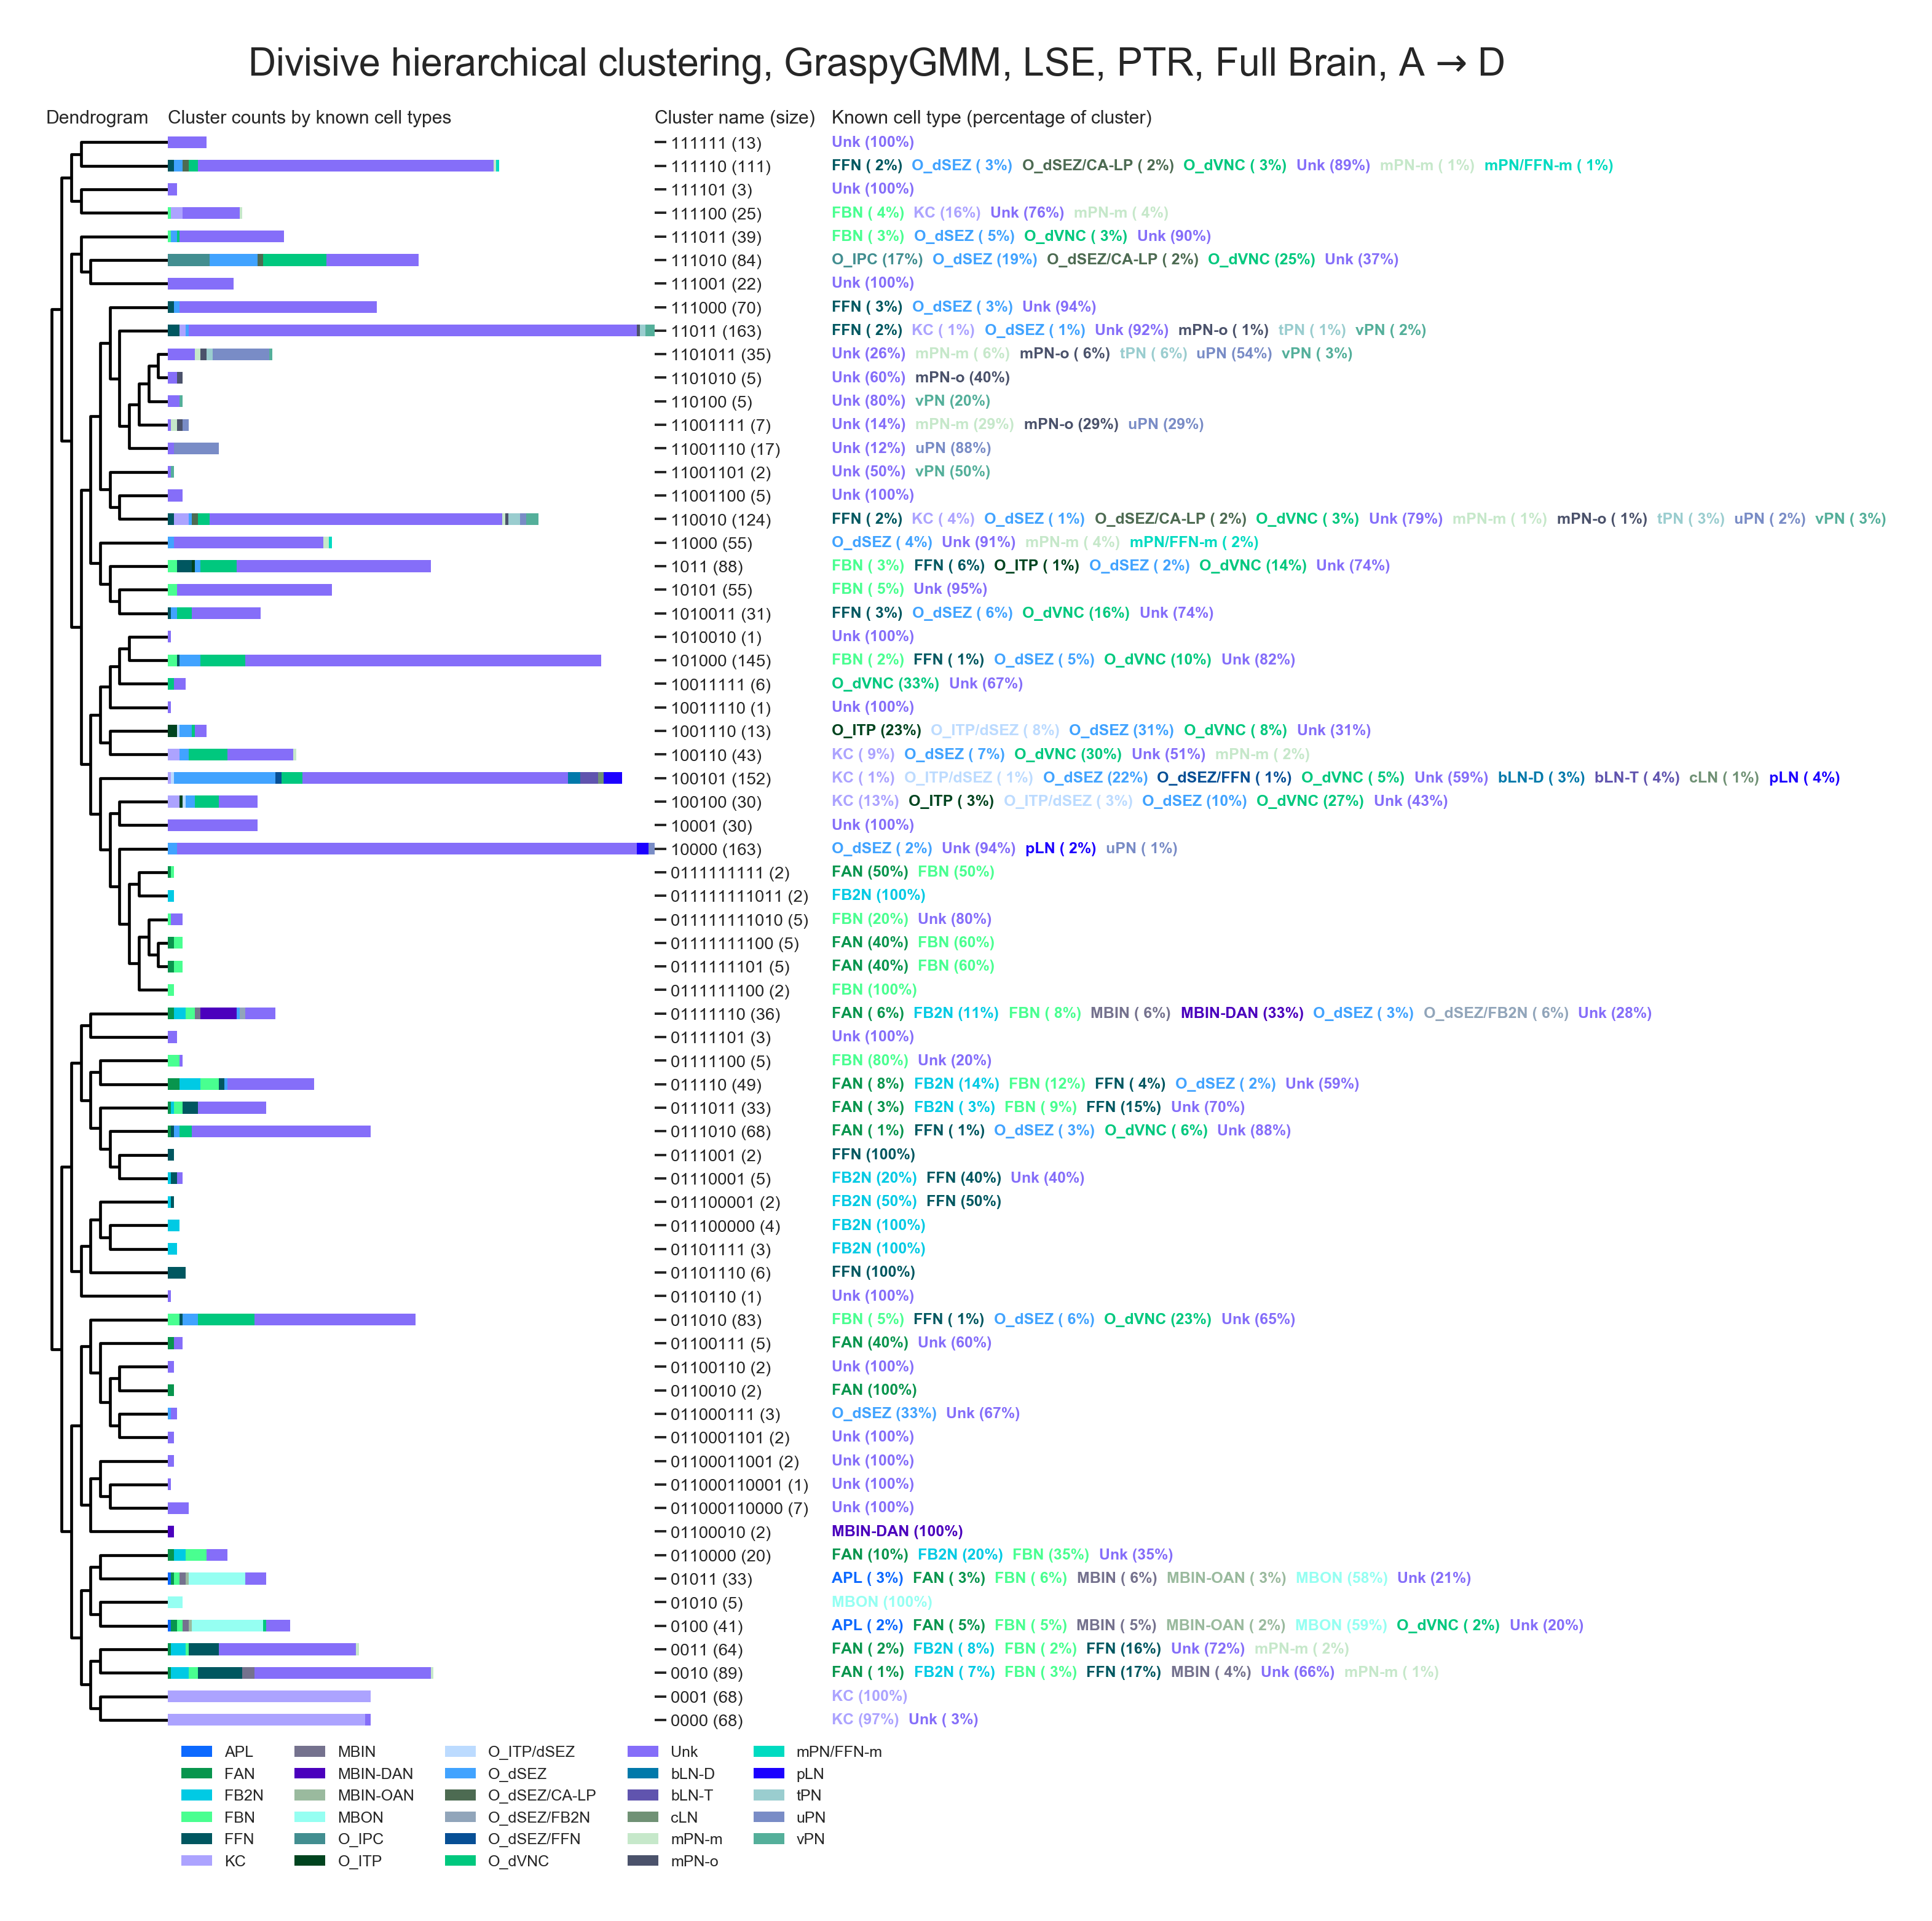 Divisive hierarchical clustering, GraspyGMM, LSE, PTR, Full Brain, A → D
Dendrogram Cluster counts by known cell types Cluster name (size) Known cell type (percentage of cluster)
111111 (13) Unk (100%)
111110 (111) FFN ( 2%) O_dSEZ ( 3%) O_dSEZ/CA-LP ( 2%) O_dVNC ( 3%) Unk (89%) mPN-m ( 1%) mPN/FFN-m ( 1%)
111101 (3) Unk (100%)
111100 (25) FBN ( 4%) KC (16%) Unk (76%) mPN-m ( 4%)
111011 (39) FBN ( 3%) O_dSEZ ( 5%) O_dVNC ( 3%) Unk (90%)
111010 (84) O_IPC (17%) O_dSEZ (19%) O_dSEZ/CA-LP ( 2%) O_dVNC (25%) Unk (37%)
111001 (22) Unk (100%)
111000 (70) FFN ( 3%) O_dSEZ ( 3%) Unk (94%)
11011 (163) FFN ( 2%) KC ( 1%) O_dSEZ ( 1%) Unk (92%) mPN-o ( 1%) tPN ( 1%) vPN ( 2%)
1101011 (35) Unk (26%) mPN-m ( 6%) mPN-o ( 6%) tPN ( 6%) uPN (54%) vPN ( 3%)
1101010 (5) Unk (60%) mPN-o (40%)
110100 (5) Unk (80%) vPN (20%)
11001111 (7) Unk (14%) mPN-m (29%) mPN-o (29%) uPN (29%)
11001110 (17) Unk (12%) uPN (88%)
11001101 (2) Unk (50%) vPN (50%)
11001100 (5) Unk (100%)
110010 (124) FFN ( 2%) KC ( 4%) O_dSEZ ( 1%) O_dSEZ/CA-LP ( 2%) O_dVNC ( 3%) Unk (79%) mPN-m ( 1%) mPN-o ( 1%) tPN ( 3%) uPN ( 2%) vPN ( 3%)
11000 (55) O_dSEZ ( 4%) Unk (91%) mPN-m ( 4%) mPN/FFN-m ( 2%)
1011 (88) FBN ( 3%) FFN ( 6%) O_ITP ( 1%) O_dSEZ ( 2%) O_dVNC (14%) Unk (74%)
10101 (55) FBN ( 5%) Unk (95%)
1010011 (31) FFN ( 3%) O_dSEZ ( 6%) O_dVNC (16%) Unk (74%)
1010010 (1) Unk (100%)
101000 (145) FBN ( 2%) FFN ( 1%) O_dSEZ ( 5%) O_dVNC (10%) Unk (82%)
10011111 (6) O_dVNC (33%) Unk (67%)
10011110 (1) Unk (100%)
1001110 (13) O_ITP (23%) O_ITP/dSEZ ( 8%) O_dSEZ (31%) O_dVNC ( 8%) Unk (31%)
100110 (43) KC ( 9%) O_dSEZ ( 7%) O_dVNC (30%) Unk (51%) mPN-m ( 2%)
100101 (152) KC ( 1%) O_ITP/dSEZ ( 1%) O_dSEZ (22%) O_dSEZ/FFN ( 1%) O_dVNC ( 5%) Unk (59%) bLN-D ( 3%) bLN-T ( 4%) cLN ( 1%) pLN ( 4%)
100100 (30) KC (13%) O_ITP ( 3%) O_ITP/dSEZ ( 3%) O_dSEZ (10%) O_dVNC (27%) Unk (43%)
10001 (30) Unk (100%)
10000 (163) O_dSEZ ( 2%) Unk (94%) pLN ( 2%) uPN ( 1%)
0111111111 (2) FAN (50%) FBN (50%)
011111111011 (2) FB2N (100%)
011111111010 (5) FBN (20%) Unk (80%)
01111111100 (5) FAN (40%) FBN (60%)
0111111101 (5) FAN (40%) FBN (60%)
0111111100 (2) FBN (100%)
01111110 (36) FAN ( 6%) FB2N (11%) FBN ( 8%) MBIN ( 6%) MBIN-DAN (33%) O_dSEZ ( 3%) O_dSEZ/FB2N ( 6%) Unk (28%)
01111101 (3) Unk (100%)
01111100 (5) FBN (80%) Unk (20%)
011110 (49) FAN ( 8%) FB2N (14%) FBN (12%) FFN ( 4%) O_dSEZ ( 2%) Unk (59%)
0111011 (33) FAN ( 3%) FB2N ( 3%) FBN ( 9%) FFN (15%) Unk (70%)
0111010 (68) FAN ( 1%) FFN ( 1%) O_dSEZ ( 3%) O_dVNC ( 6%) Unk (88%)
0111001 (2) FFN (100%)
01110001 (5) FB2N (20%) FFN (40%) Unk (40%)
011100001 (2) FB2N (50%) FFN (50%)
011100000 (4) FB2N (100%)
01101111 (3) FB2N (100%)
01101110 (6) FFN (100%)
0110110 (1) Unk (100%)
011010 (83) FBN ( 5%) FFN ( 1%) O_dSEZ ( 6%) O_dVNC (23%) Unk (65%)
01100111 (5) FAN (40%) Unk (60%)
01100110 (2) Unk (100%)
0110010 (2) FAN (100%)
011000111 (3) O_dSEZ (33%) Unk (67%)
0110001101 (2) Unk (100%)
01100011001 (2) Unk (100%)
011000110001 (1) Unk (100%)
011000110000 (7) Unk (100%)
01100010 (2) MBIN-DAN (100%)
0110000 (20) FAN (10%) FB2N (20%) FBN (35%) Unk (35%)
01011 (33) APL ( 3%) FAN ( 3%) FBN ( 6%) MBIN ( 6%) MBIN-OAN ( 3%) MBON (58%) Unk (21%)
01010 (5) MBON (100%)
0100 (41) APL ( 2%) FAN ( 5%) FBN ( 5%) MBIN ( 5%) MBIN-OAN ( 2%) MBON (59%) O_dVNC ( 2%) Unk (20%)
0011 (64) FAN ( 2%) FB2N ( 8%) FBN ( 2%) FFN (16%) Unk (72%) mPN-m ( 2%)
0010 (89) FAN ( 1%) FB2N ( 7%) FBN ( 3%) FFN (17%) MBIN ( 4%) Unk (66%) mPN-m ( 1%)
0001 (68) KC (100%)
0000 (68) KC (97%) Unk ( 3%)
APL MBIN O_ITP/dSEZ Unk mPN/FFN-m
FAN MBIN-DAN O_dSEZ bLN-D pLN
FB2N MBIN-OAN O_dSEZ/CA-LP bLN-T tPN
FBN MBON O_dSEZ/FB2N cLN uPN
FFN O_IPC O_dSEZ/FFN mPN-m vPN
KC O_ITP O_dVNC mPN-o